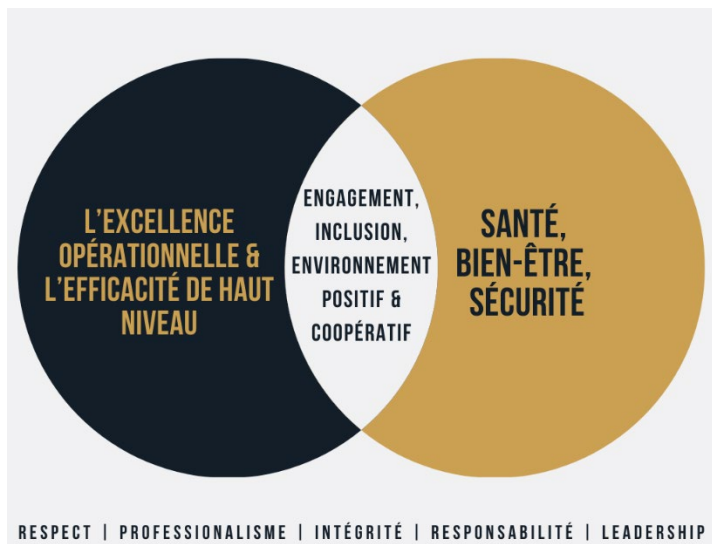 L'EXCELLENCE
OPÉRATIONNELLE &
L'EFFICACITÉ DE HAUT
NIVEAU
ENGAGEMENT,
INCLUSION,
ENVIRONNEMENT
POSITIF &
COOPÉRATIF
SANTÉ,
BIEN-ÊTRE,
SÉCURITÉ
RESPECT | PROFESSIONALISME | INTÉGRITÉ | RESPONSABILITÉ | LEADERSHIP